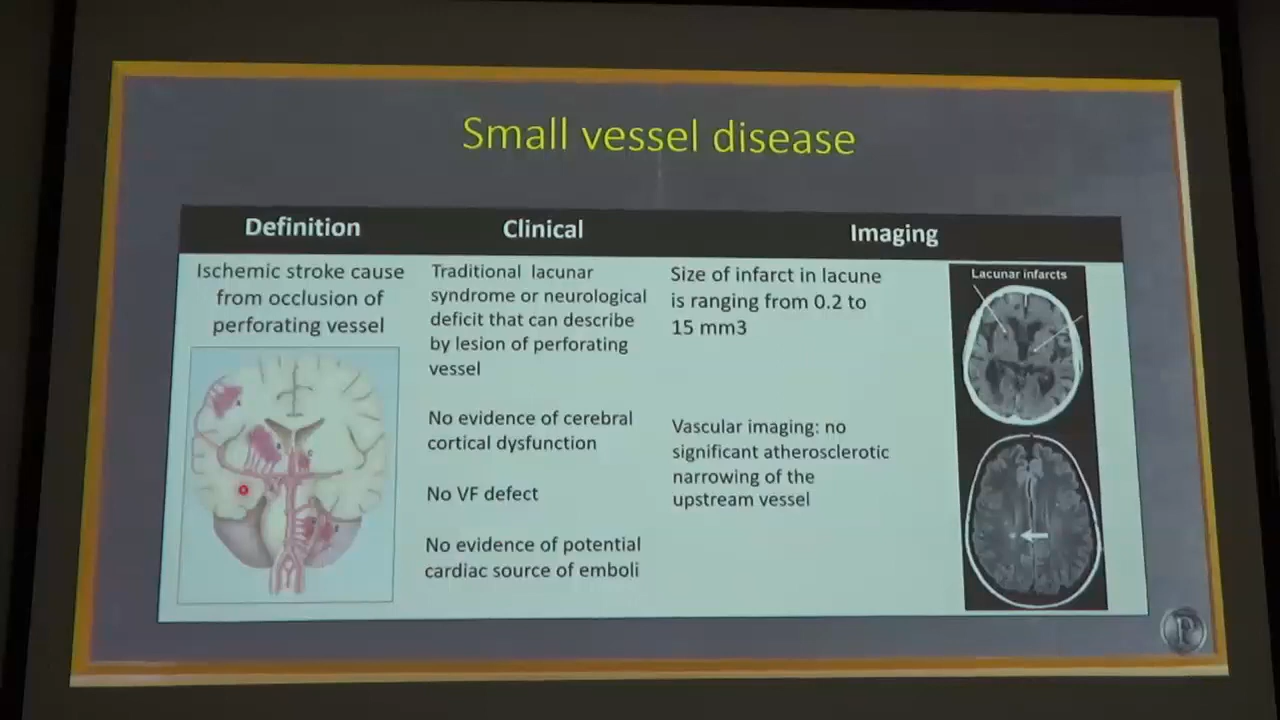 Small vessel disease
Definition
Clinical
Imaging
Ischemic stroke cause
from occlusion of
perforating vessel
Traditional lacunar
syndrome or neurological
deficit that can describe
by lesion of perforating
vessel
No evidence of cerebral
cortical dysfunction
No VF defect
No evidence of potential
cardiac source of emboli
Size of infarct in lacune
is ranging from 0.2 to
15 mm3
Vascular imaging: no
significant atherosclerotic
narrowing of the
upstream vessel
Lacunar infarcts
P